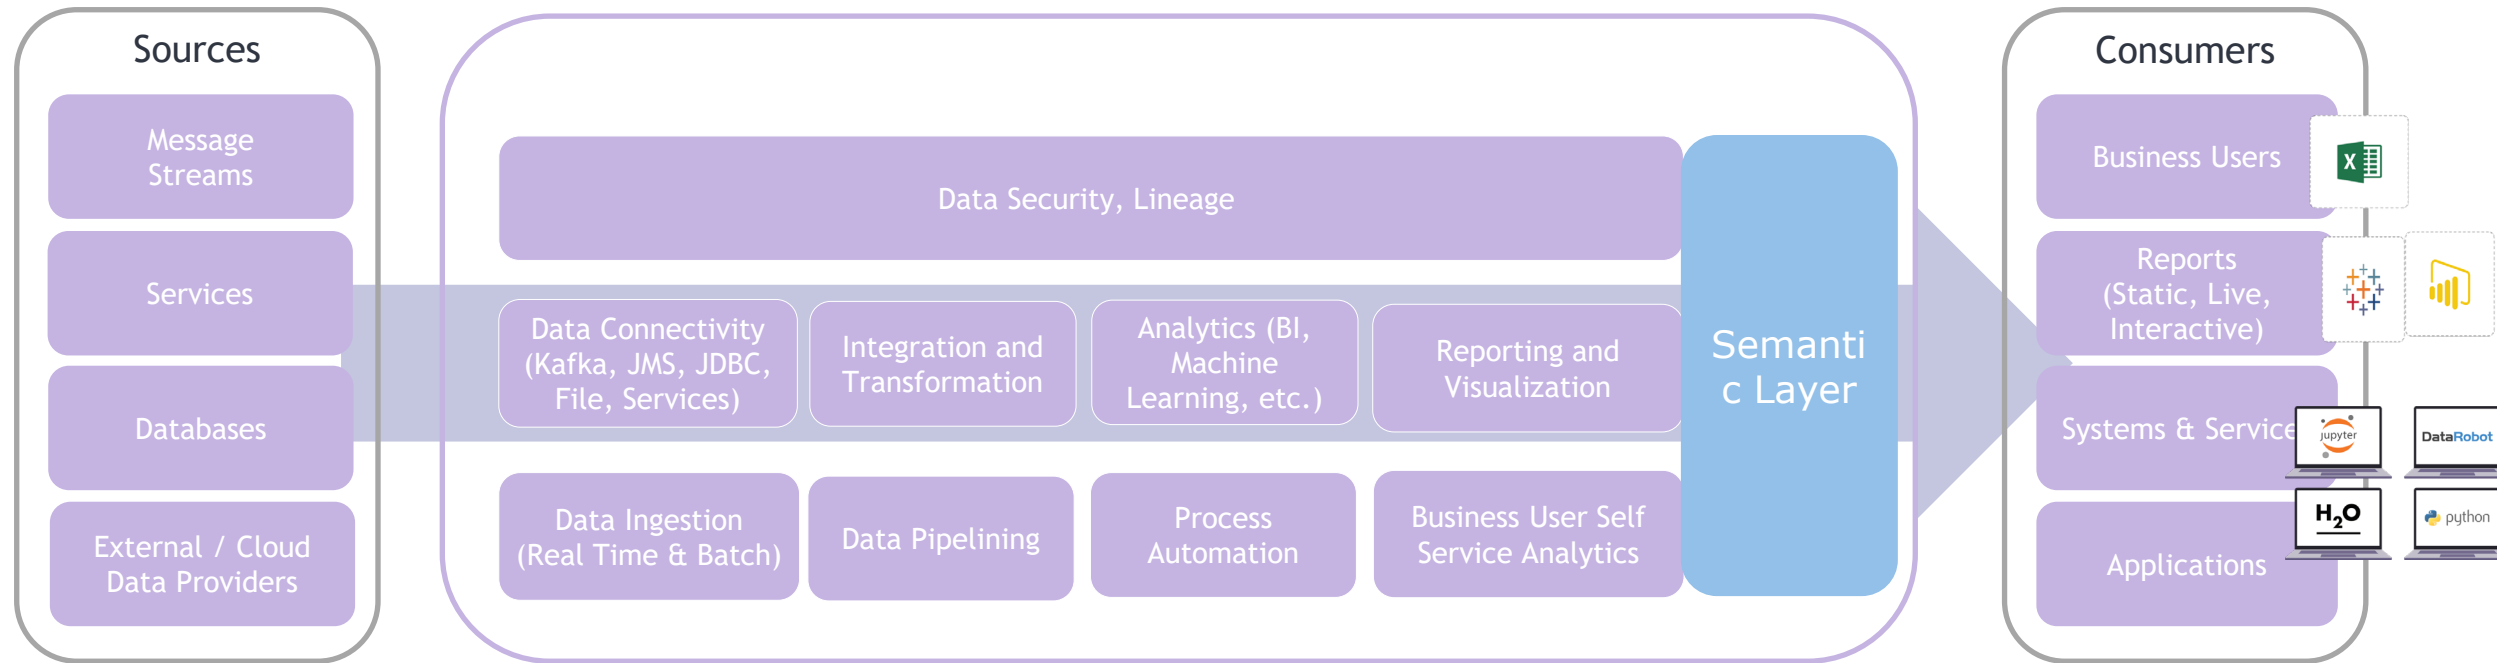 Sources
Message
Streams
Services
Databases
External / Cloud
Data Providers
Data Security, Lineage
Data Connectivity
(Kafka, JMS, JDBC,
File, Services)
Integration and
Transformation
Analytics (BI,
Machine
Learning, etc.)
Reporting and
Visualization
Data Ingestion
(Real Time & Batch)
Data Pipelining
Process
Automation
Business User Self
Service Analytics
Semanti
c Layer
Consumers
Business Users
X
Reports
(Static, Live,
Interactive)
Systems & Service
jupyter
DataRobot
H2O
python
Applications